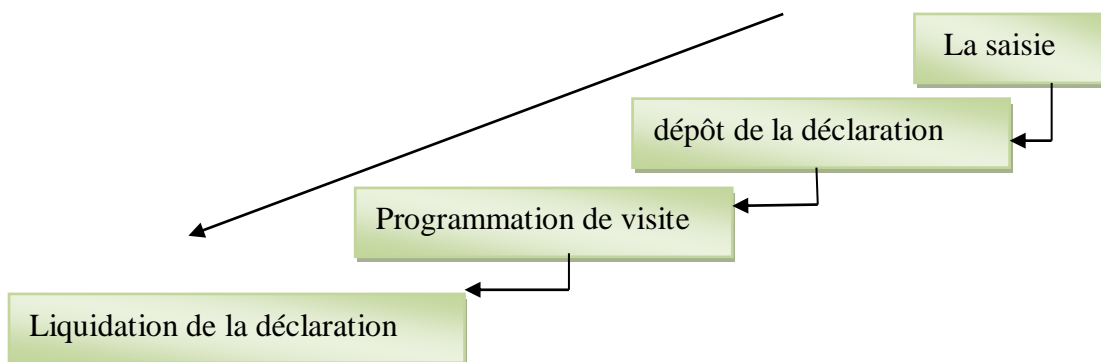 La saisie
dépôt de la déclaration
Programmation de visite
Liquidation de la déclaration